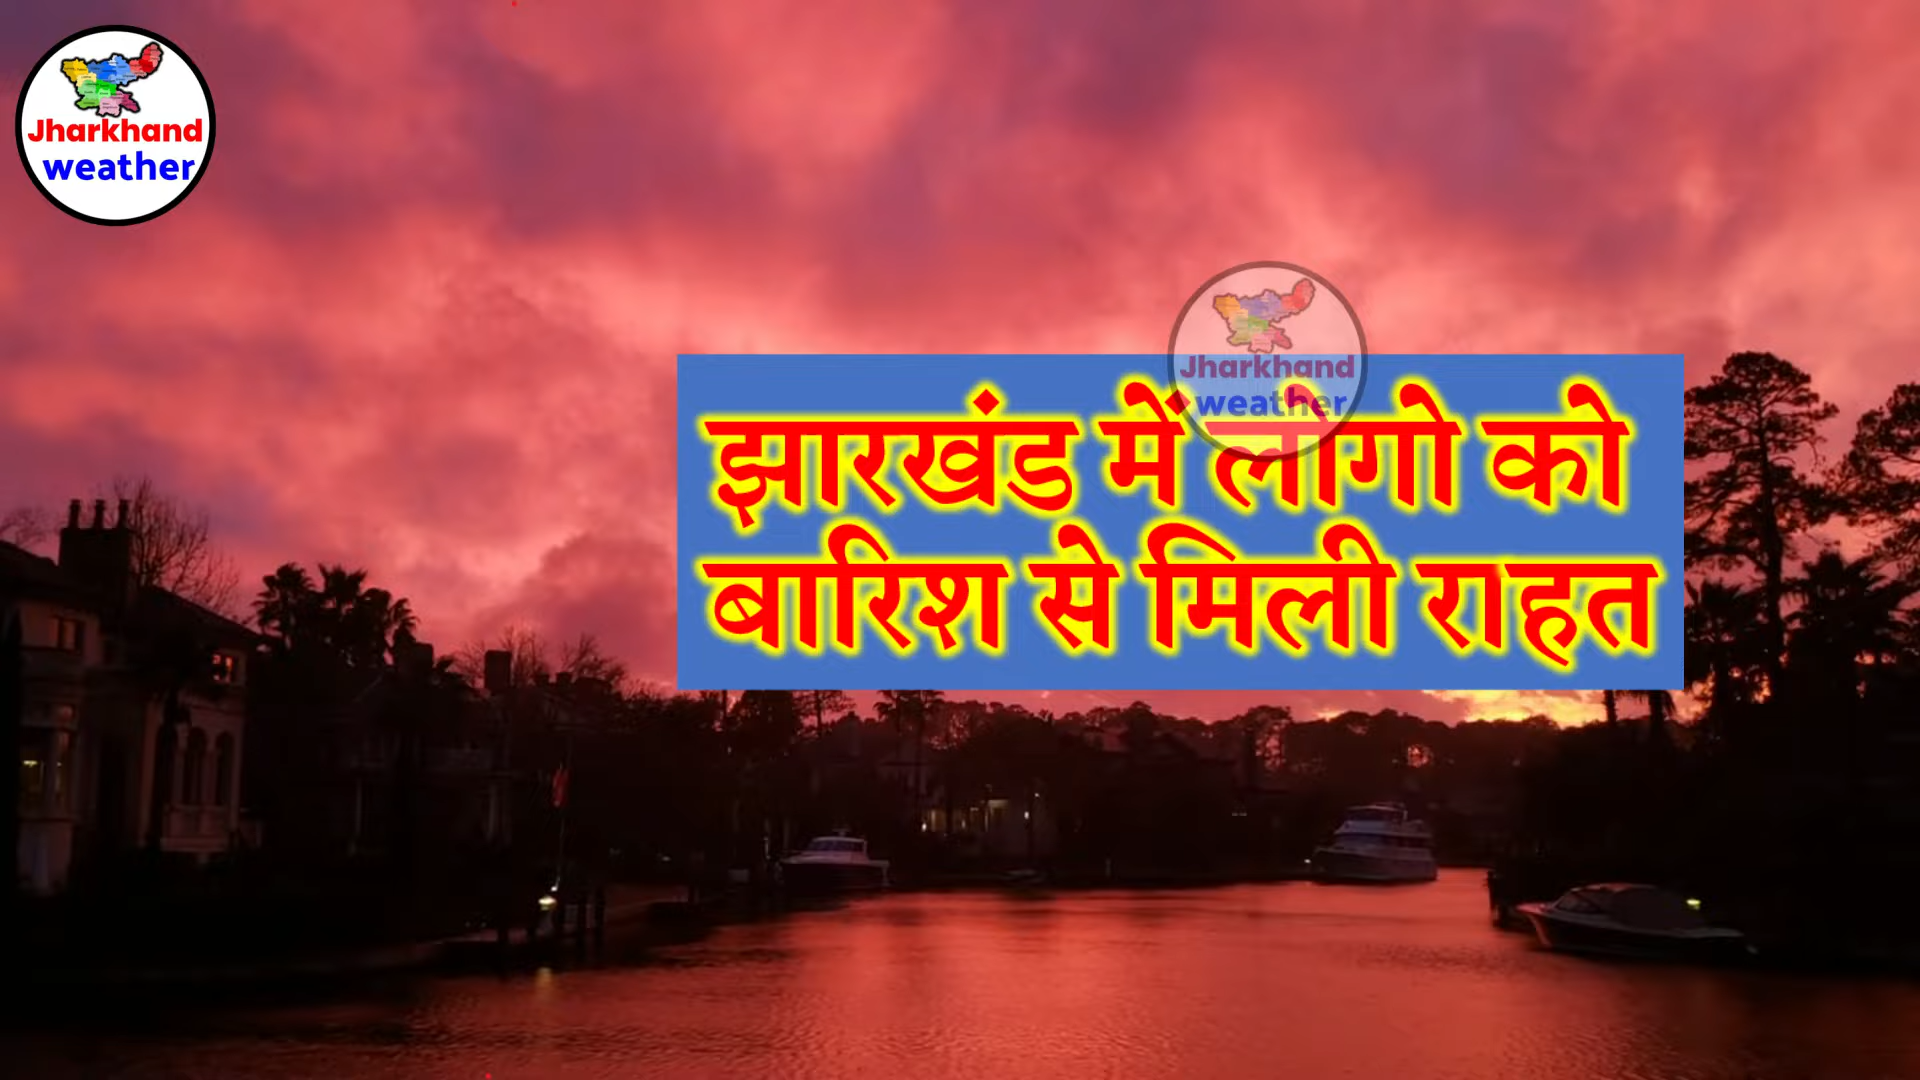 Jharkhand
weather
Jharkhand
weather
झारखंड में लोगो को
बारिश से मिली राहत